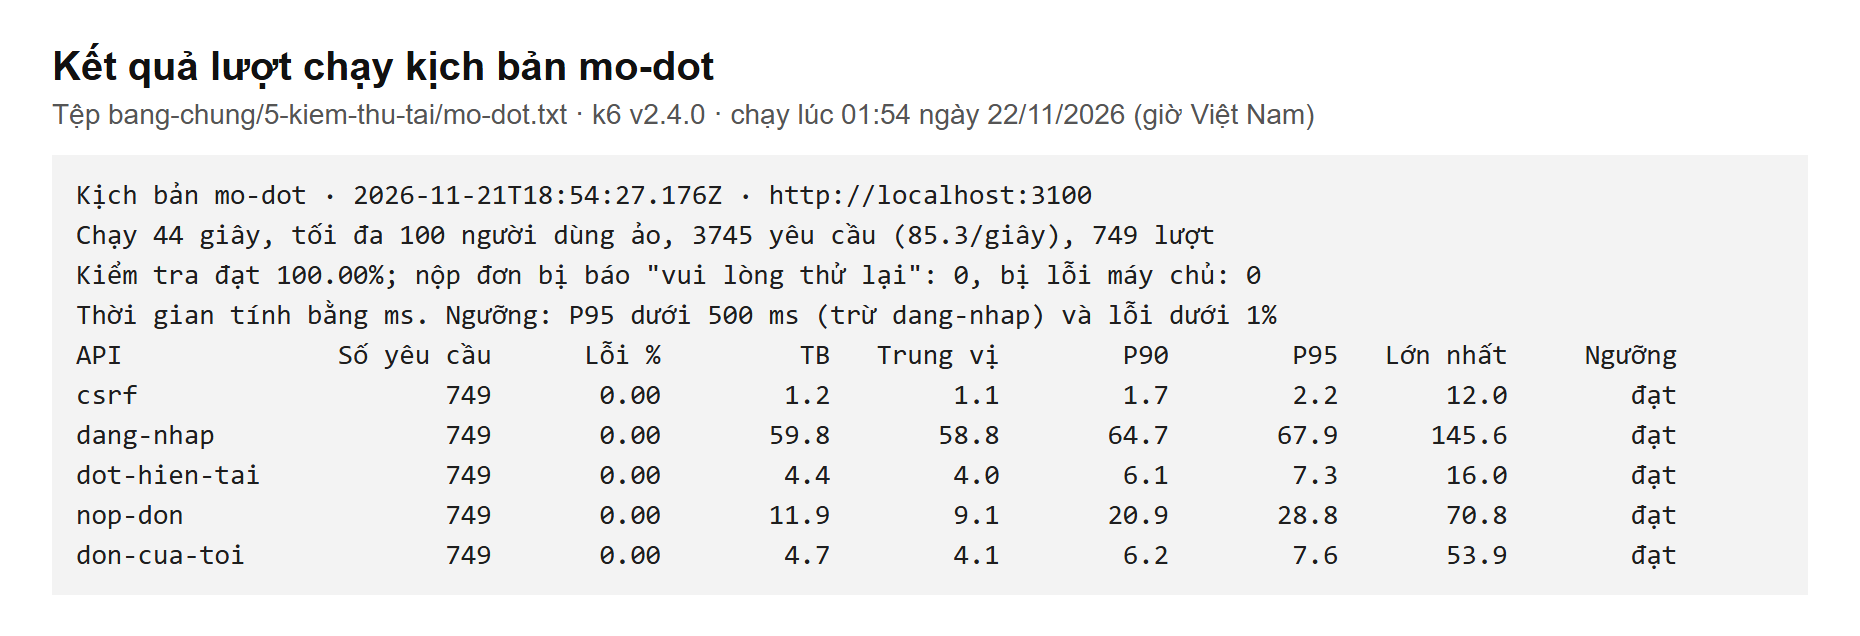 Kết quả lượt chạy kịch bản mo-dot
Tệp bang-chung/5-kiem-thu-tai/mo-dot.txt · k6 v2.4.0 · chạy lúc 01:54 ngày 22/11/2026 (giờ Việt Nam)
Kịch bản mo-dot · 2026-11-21T18:54:27.176Z · http://localhost:3100
Chạy 44 giây, tối đa 100 người dùng ảo, 3745 yêu cầu (85.3/giây), 749 lượt
Kiểm tra đạt 100.00%; nộp đơn bị báo "vui lòng thử lại": 0, bị lỗi máy chủ: 0
Thời gian tính bằng ms. Ngưỡng: P95 dưới 500 ms (trừ dang-nhap) và lỗi dưới 1%
API Số yêu cầu Lỗi % TB Trung vị P90 P95 Lớn nhất Ngưỡng
csrf 749 0.00 1.2 1.1 1.7 2.2 12.0 đạt
dang-nhap 749 0.00 59.8 58.8 64.7 67.9 145.6 đạt
dot-hien-tai 749 0.00 4.4 4.0 6.1 7.3 16.0 đạt
nop-don 749 0.00 11.9 9.1 20.9 28.8 70.8 đạt
don-cua-toi 749 0.00 4.7 4.1 6.2 7.6 53.9 đạt